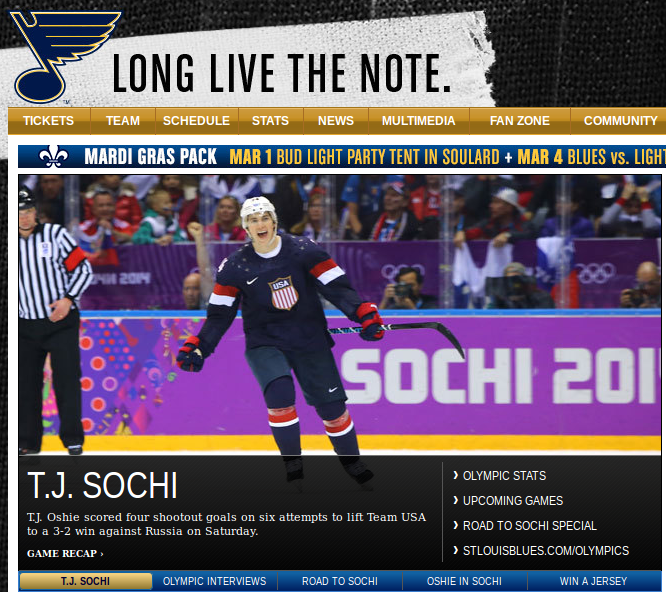 LONG LIVE THE NOTE.
TM
TICKETS TEAM SCHEDULE STATS NEWS MULTIMEDIA FAN ZONE COMMUNITY
MARDI GRAS PACK MAR 1 BUD LIGHT PARTY TENT IN SOULARD + MAR 4 BLUES vs. LIGHT
2014
USA
SOCHI 201
T.J. SOCHI
T.J. Oshie scored four shootout goals on six attempts to lift Team USA
to a 3-2 win against Russia on Saturday.
GAME RECAP ›
› OLYMPIC STATS
› UPCOMING GAMES
› ROAD TO SOCHI SPECIAL
› STLOUISBLUES.COM/OLYMPICS
T.J. SOCHI OLYMPIC INTERVIEWS ROAD TO SOCHI OSHIE IN SOCHI WIN A JERSEY